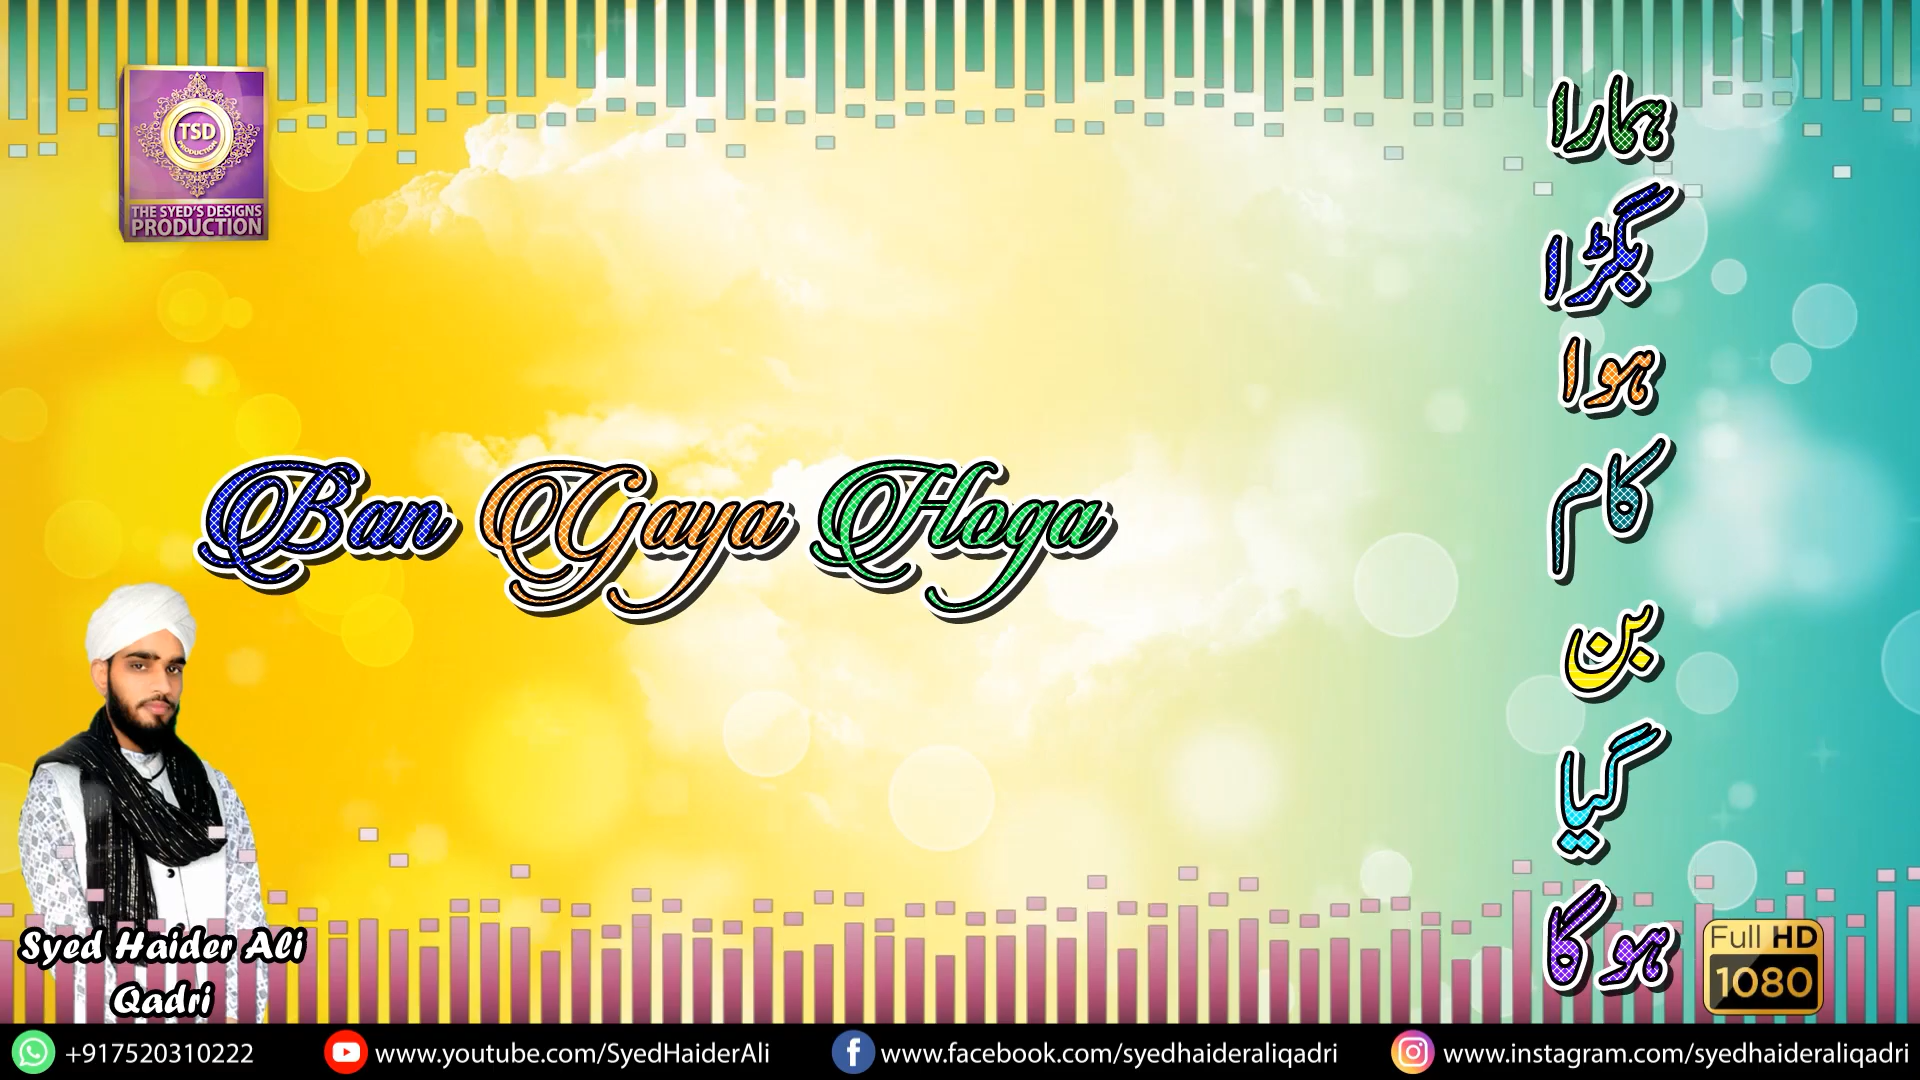 TSD
PRODUCTION
THE SYED'S DESIGNS
PRODUCTION
Ban Gaya Hoga
ہمارا
بگڑا
ہوا
کام
بن
گیا
ہوگا
Syed Haider Ali
Qadri
Full HD
1080
+917520310222
www.youtube.com/SyedHaiderAli
www.facebook.com/syedhaideraliqadri
www.instagram.com/syedhaideraliqadri